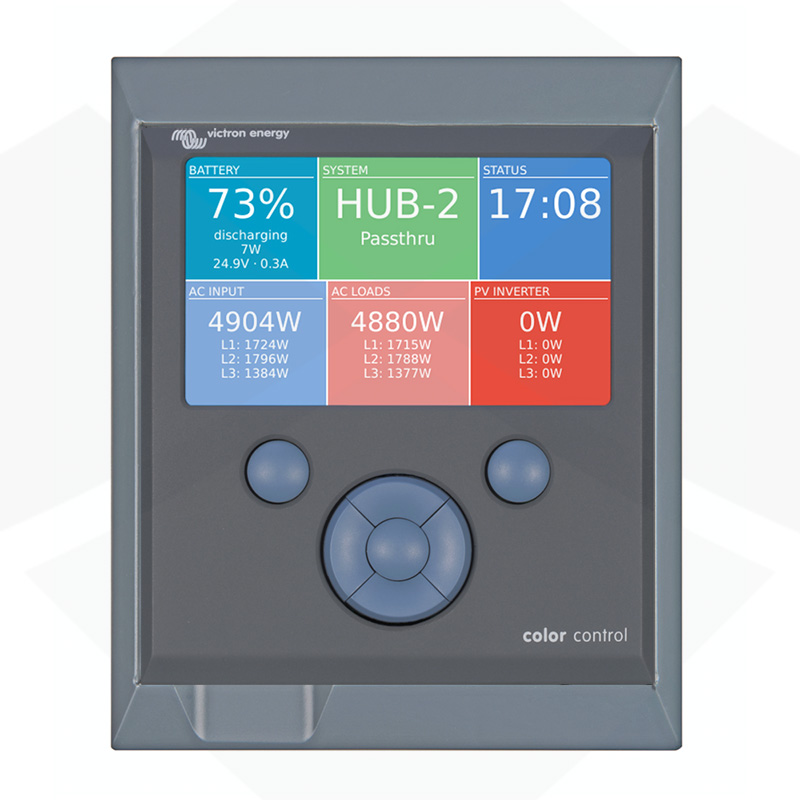 victron energy
BATTERY
73%
discharging
7W
24.9V · 0.3A
SYSTEM
HUB-2
Passthru
STATUS
17:08
AC INPUT
4904W
L1: 1724W
L2: 1796W
L3: 1384W
AC LOADS
4880W
L1: 1715W
L2: 1788W
L3: 1377W
PV INVERTER
0W
L1: 0W
L2: 0W
L3: 0W
color control